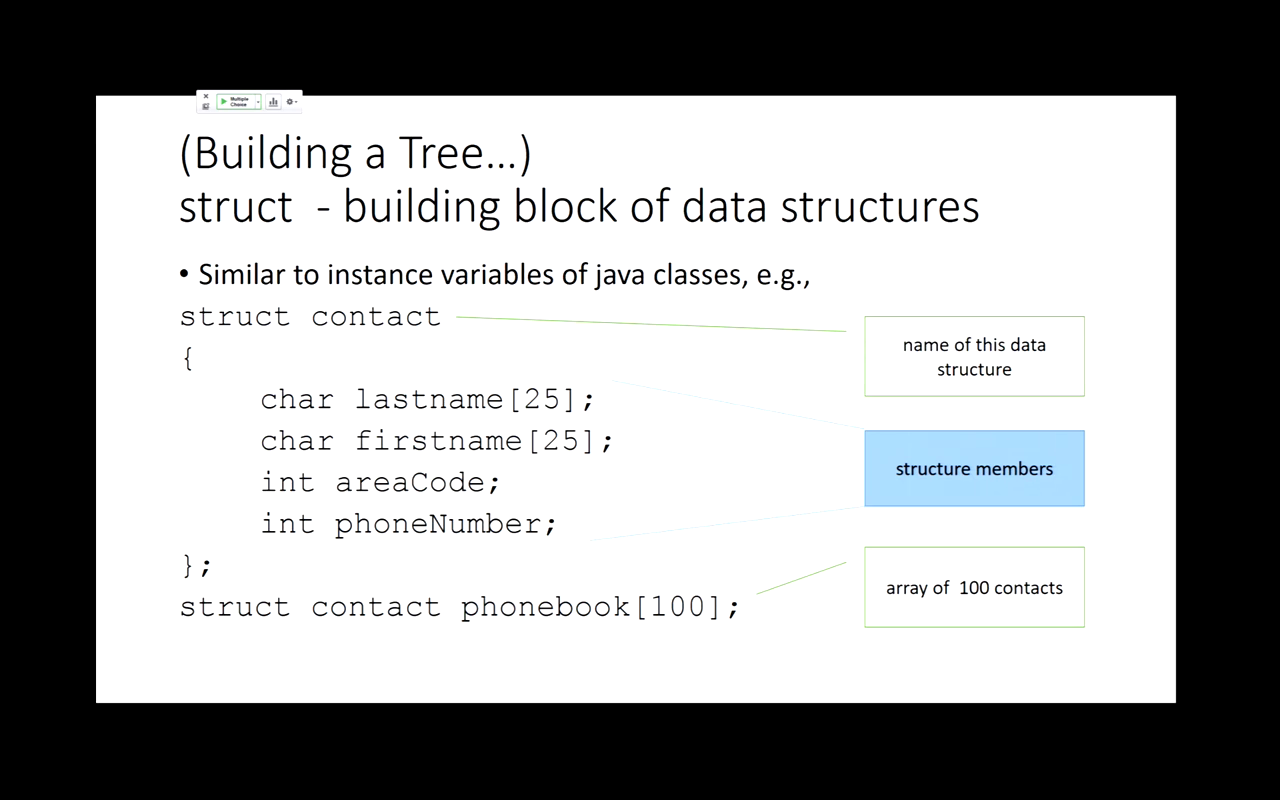 Multiple
Choice
(Building a Tree...)
struct  - building block of data structures
• Similar to instance variables of java classes, e.g.,
struct contact
{
char lastname[25];
char firstname[25];
int areaCode;
int phoneNumber;
};
struct contact phonebook[100];
name of this data
structure
structure members
array of  100 contacts